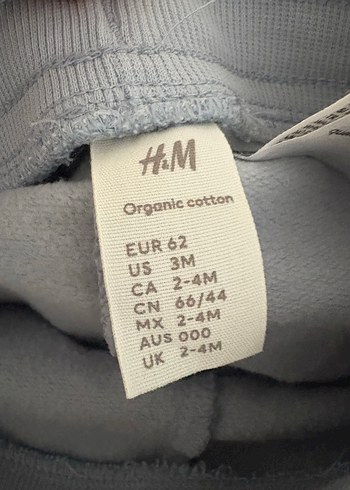 H&M
Organic cotton
EUR 62
US 3M
CA 2-4M
CN 66/44
MX 2-4M
AUS 000
UK 2-4M